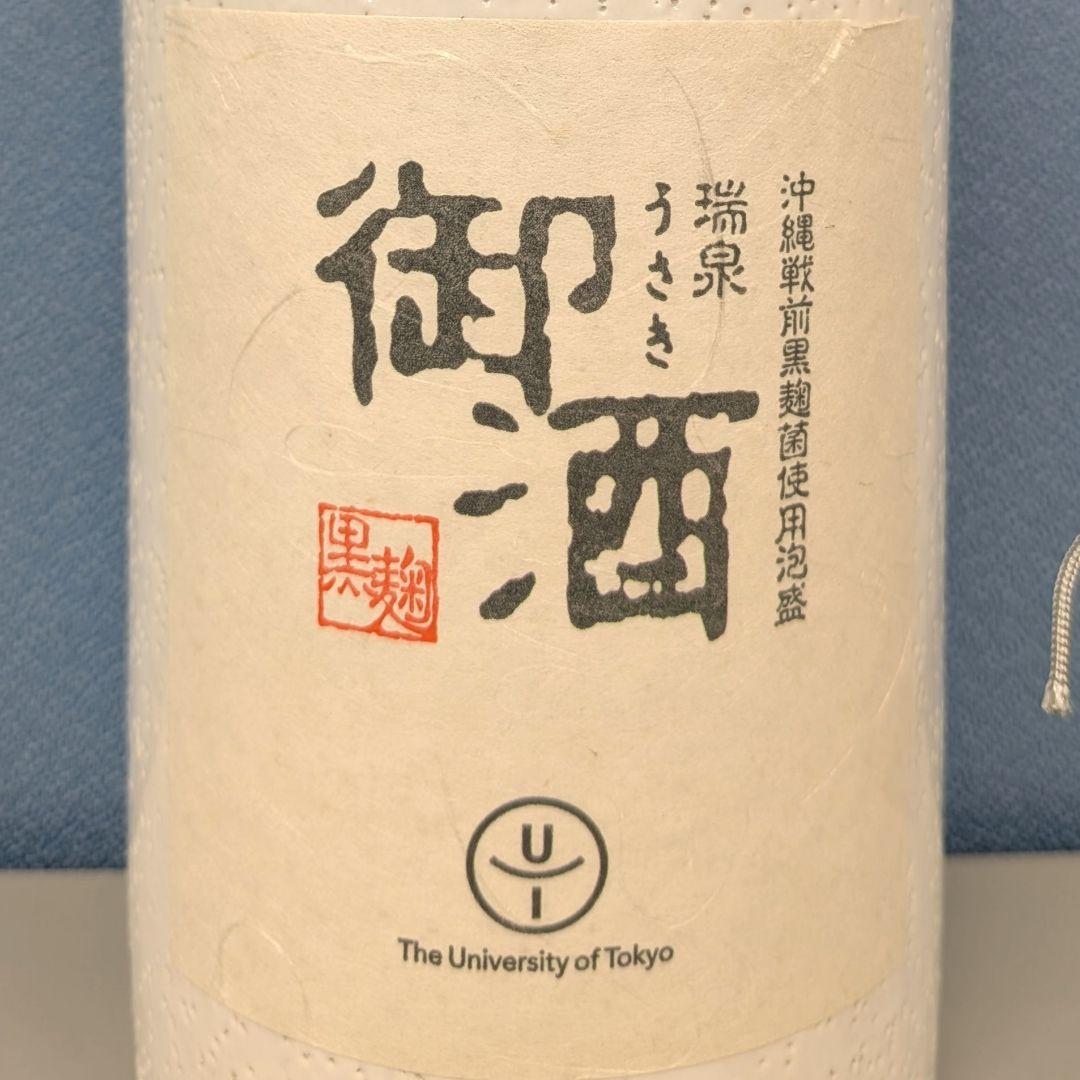 沖縄戦前黒麹菌使用泡盛
瑞泉
うさき
御酒
黒麹
UI
The University of Tokyo